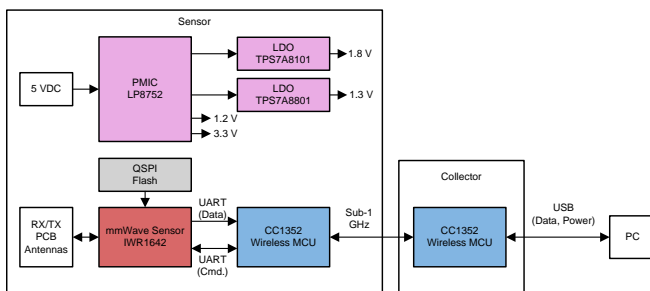 Sensor
LDO
TPS7A8101
1.8 V
5 VDC
PMIC
LP8752
LDO
TPS7A8801
1.3 V
1.2 V
3.3 V
QSPI
Flash
Collector
RX/TX
PCB
Antennas
mmWave Sensor
IWR1642
UART
(Data)
UART
(Cmd.)
CC1352
Wireless MCU
Sub-1
GHz
CC1352
Wireless MCU
USB
(Data, Power)
PC